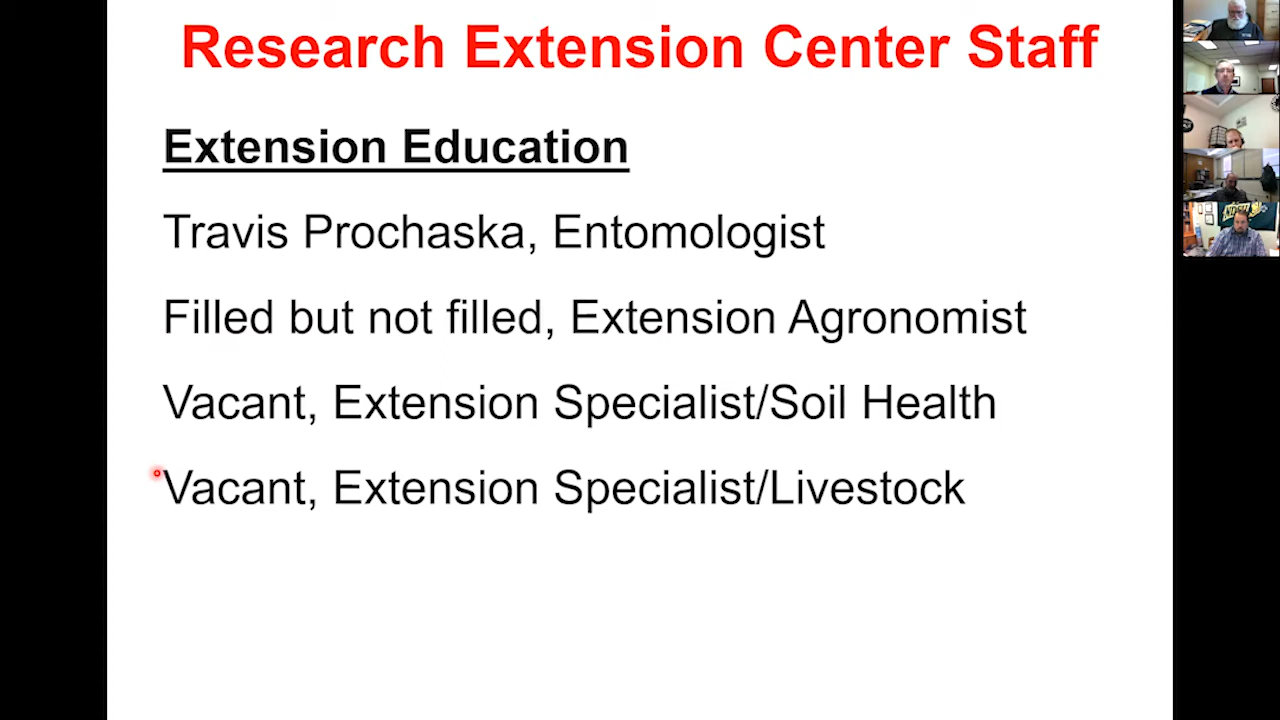 Research Extension Center Staff
Extension Education
Travis Prochaska, Entomologist
Filled but not filled, Extension Agronomist
Vacant, Extension Specialist/Soil Health
Vacant, Extension Specialist/Livestock